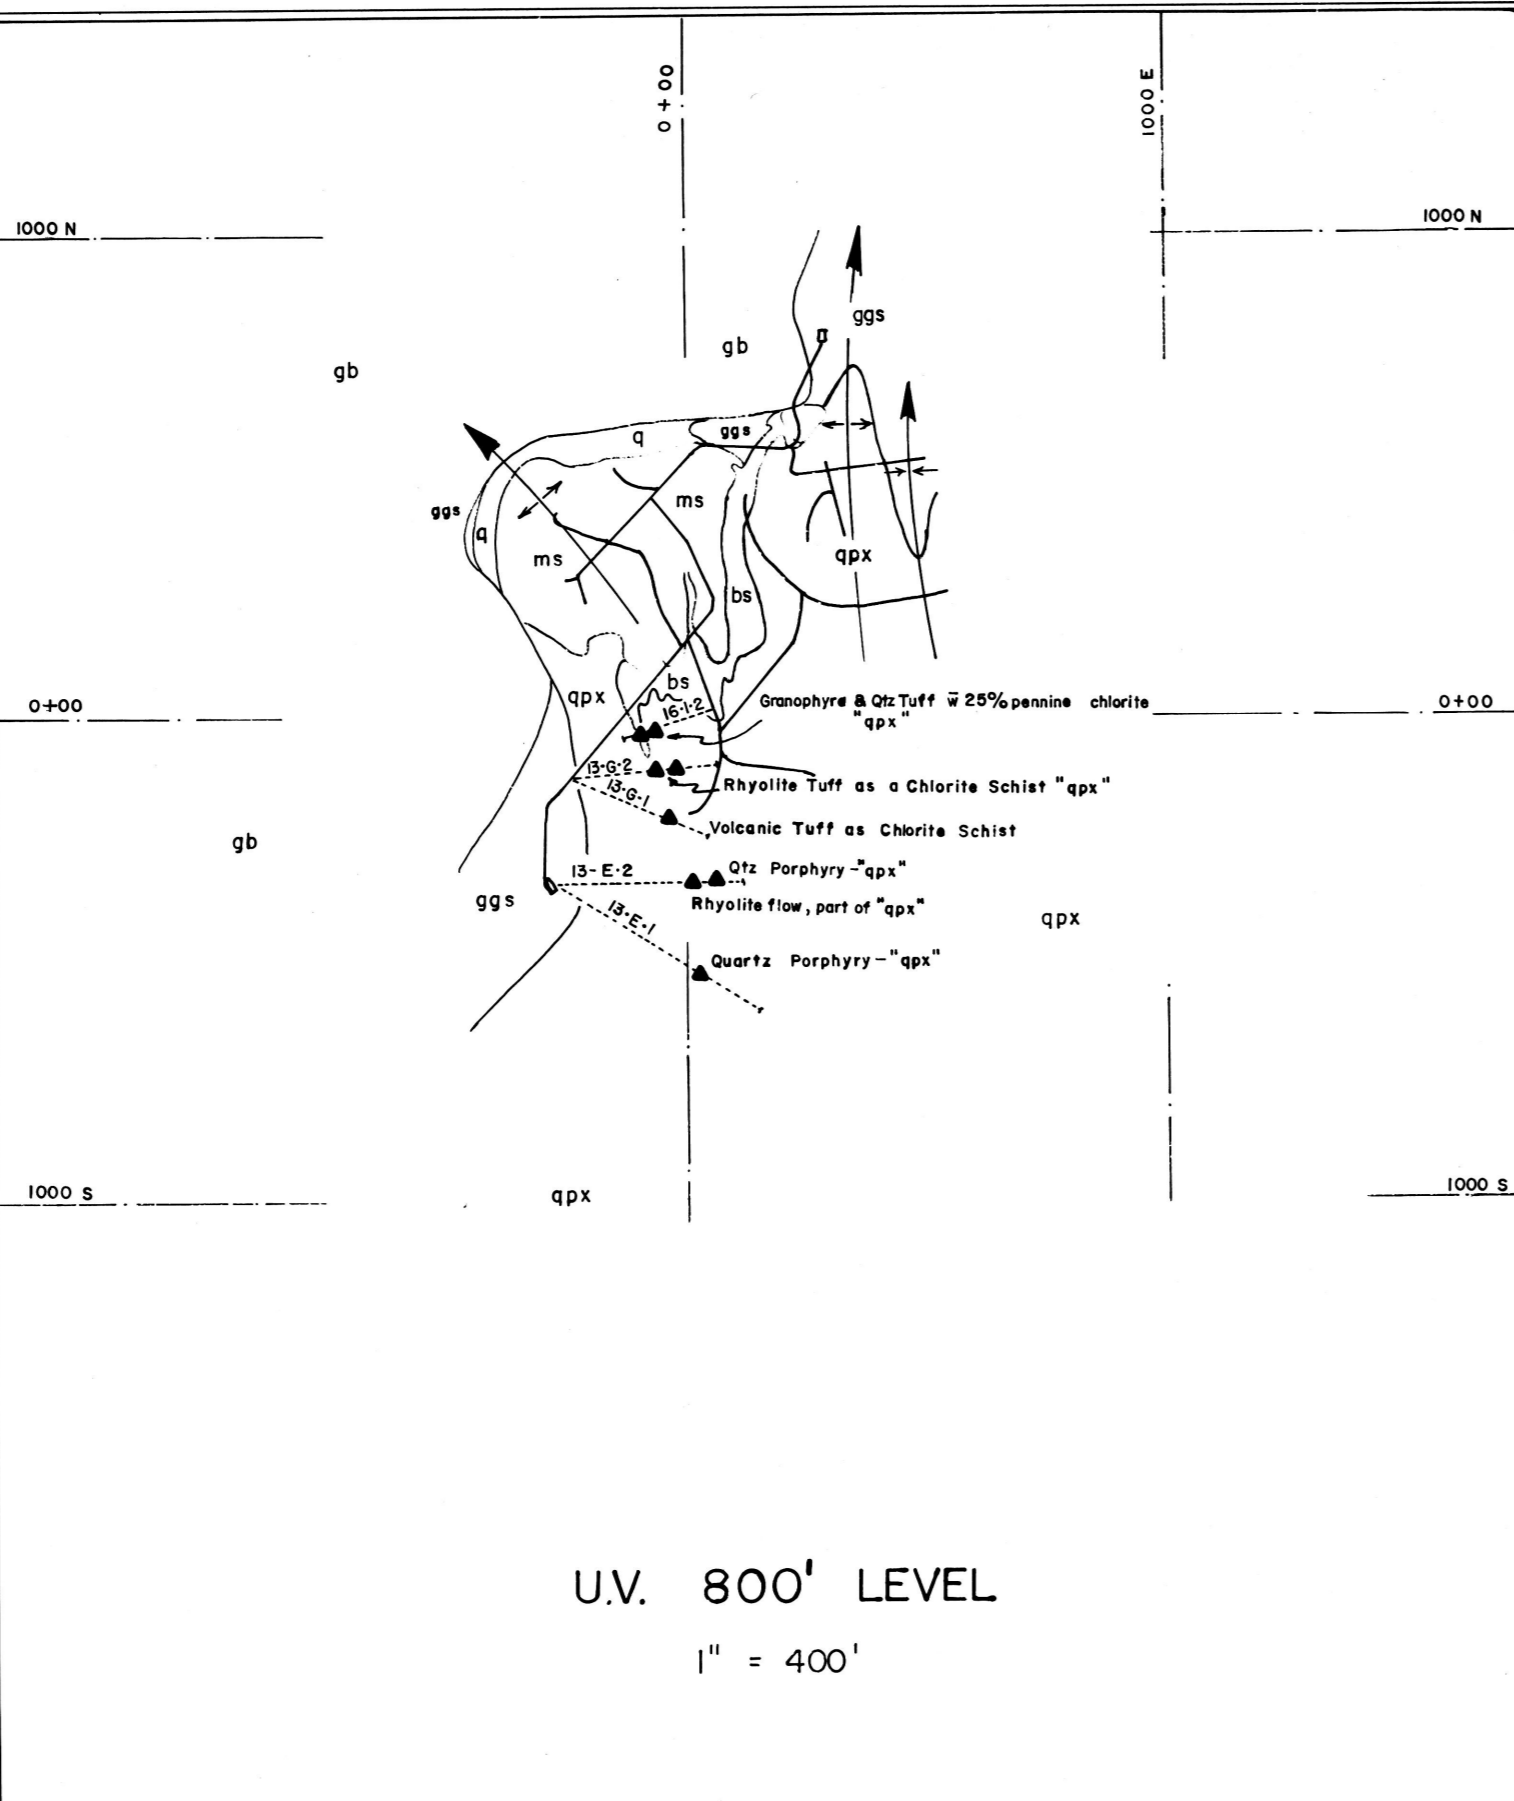 0+00
1000 E
1000 N
1000 N
ggs
gb
gb
q
ggs
ms
ggs
q
qpx
ms
bs
bs
qpx
16·1·2
Granophyre & Qtz Tuff w̄ 25% pennine chlorite
"qpx"
0+00
0+00
13·G·2
Rhyolite Tuff as a Chlorite Schist "qpx"
13·G·1
Volcanic Tuff as Chlorite Schist
gb
13-E·2
Qtz Porphyry-"qpx"
ggs
Rhyolite flow, part of "qpx"
13·E·1
qpx
Quartz Porphyry-"qpx"
1000 S
qpx
1000 S
U.V. 800' LEVEL
1" = 400'